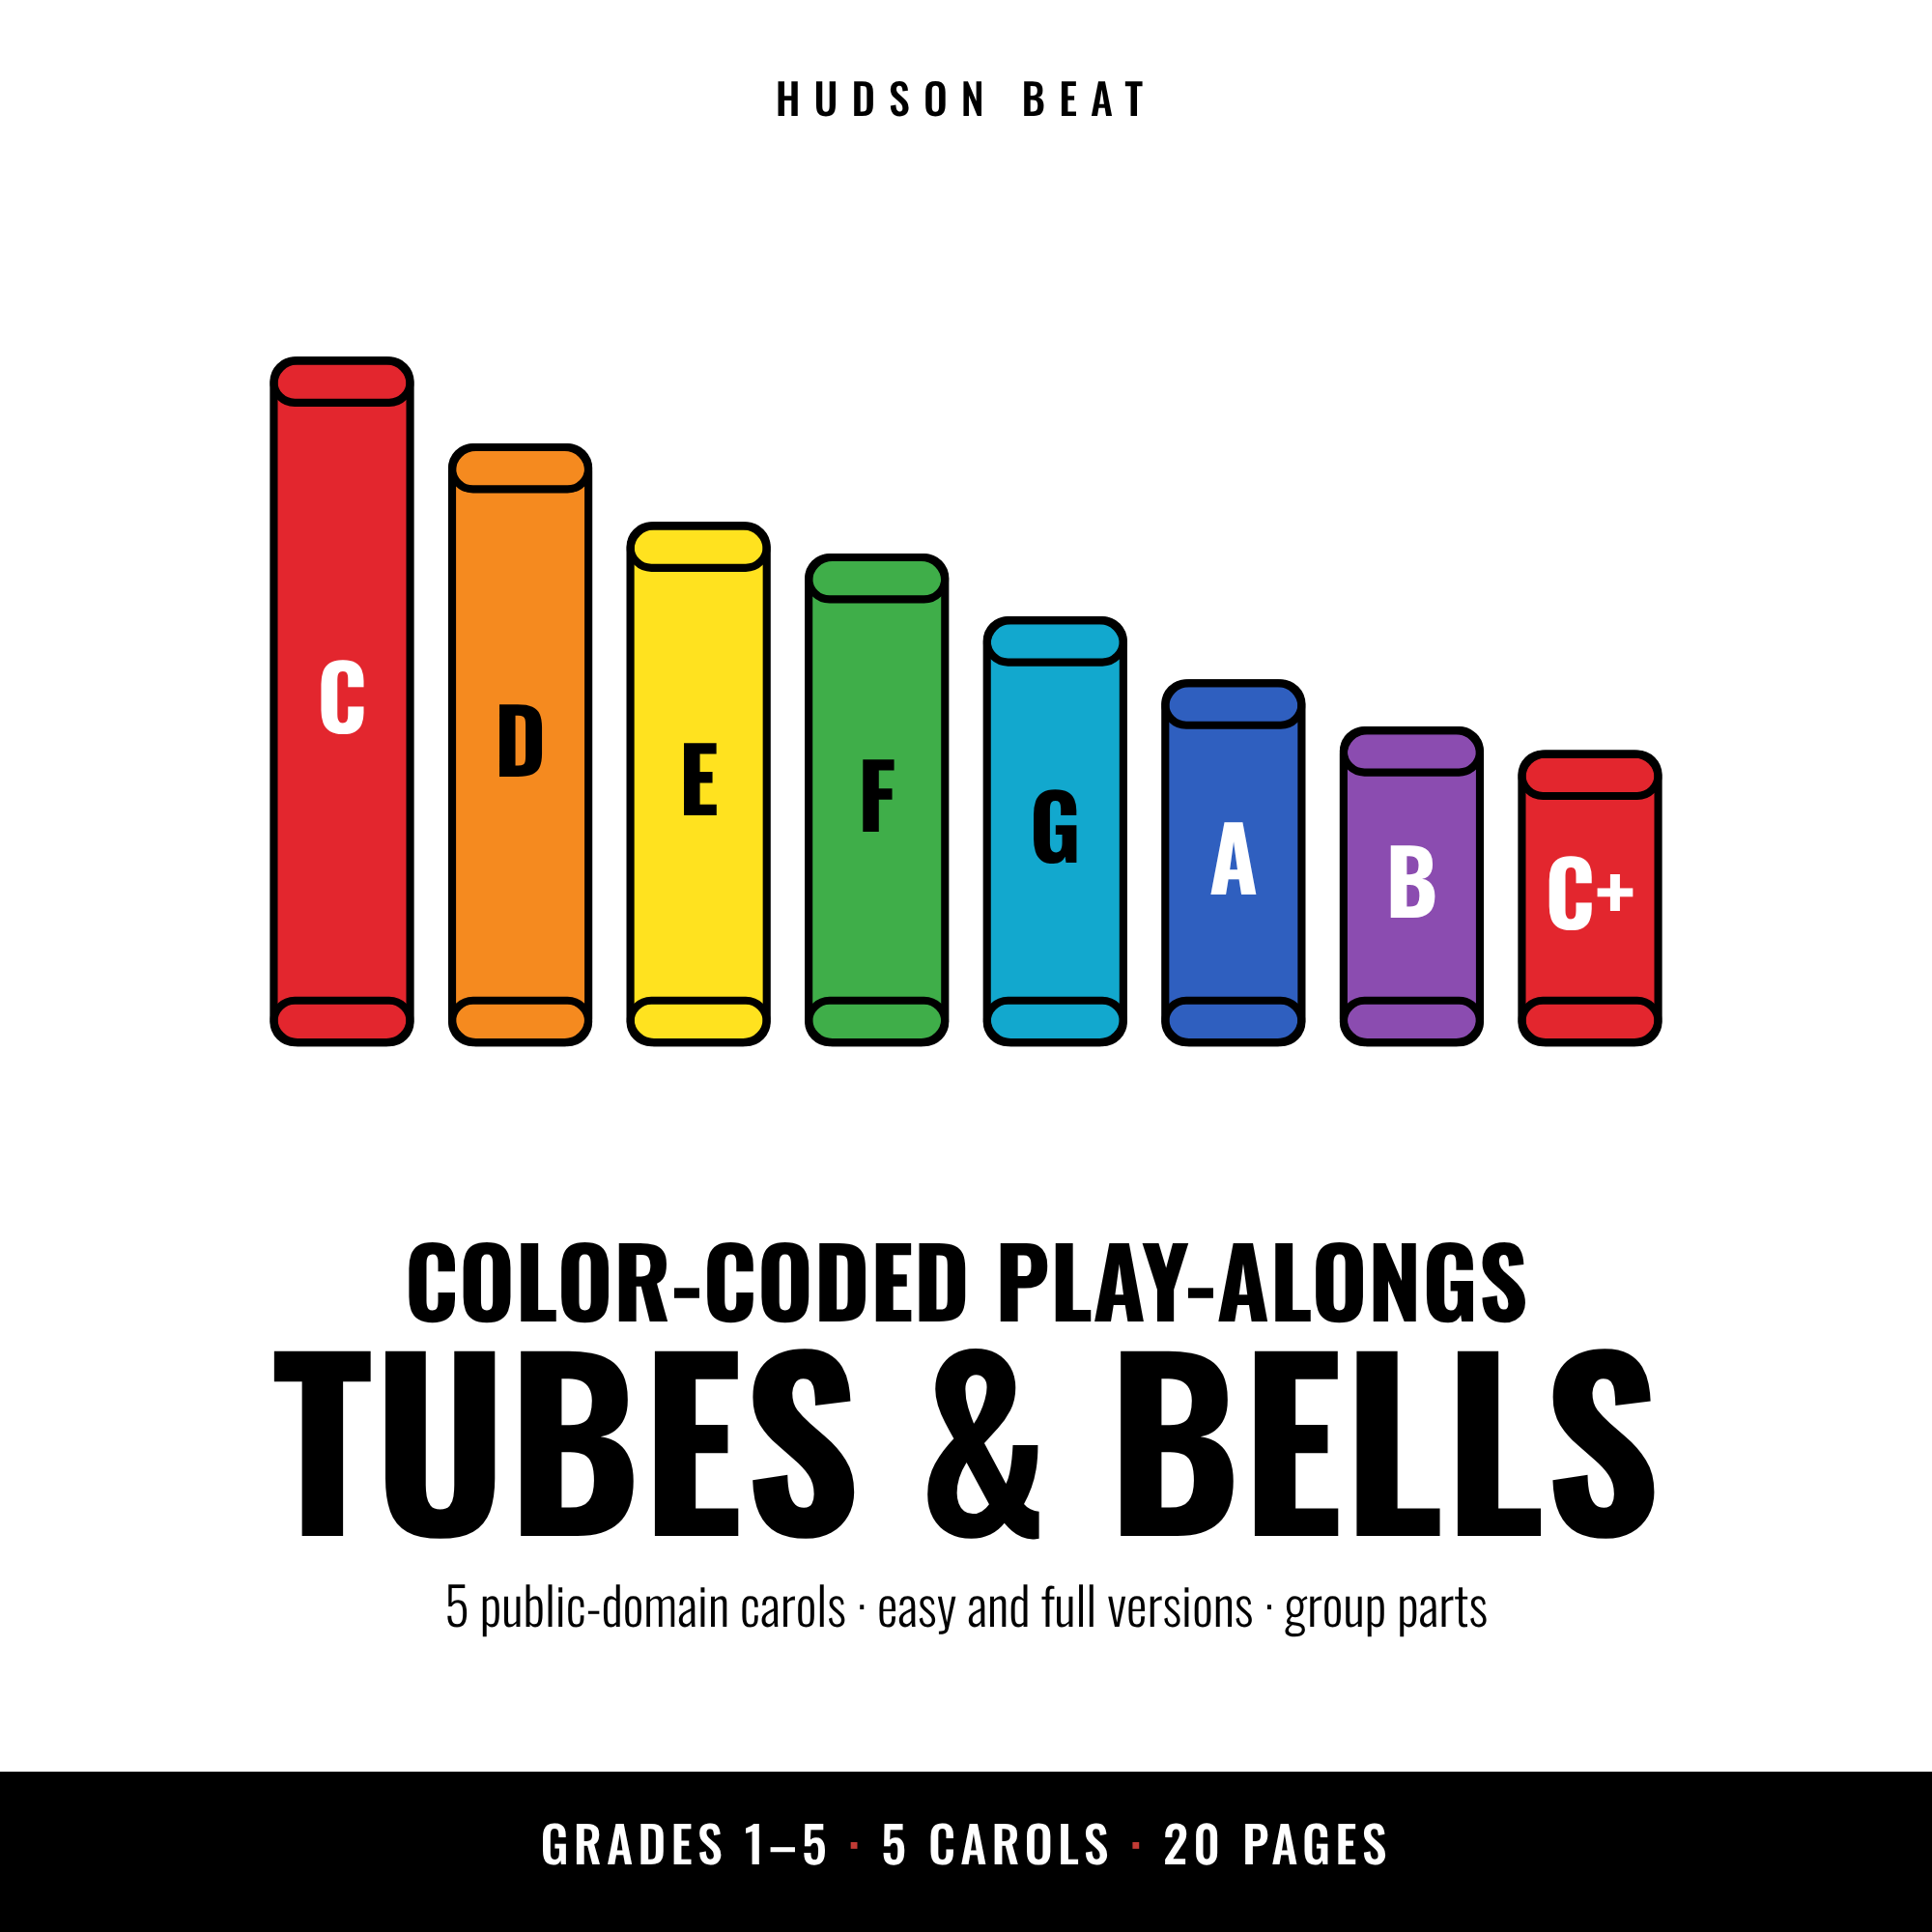 HUDSON BEAT
C D E F G A B C+
COLOR-CODED PLAY-ALONGS
TUBES & BELLS
5 public-domain carols · easy and full versions · group parts
GRADES 1–5 · 5 CAROLS · 20 PAGES